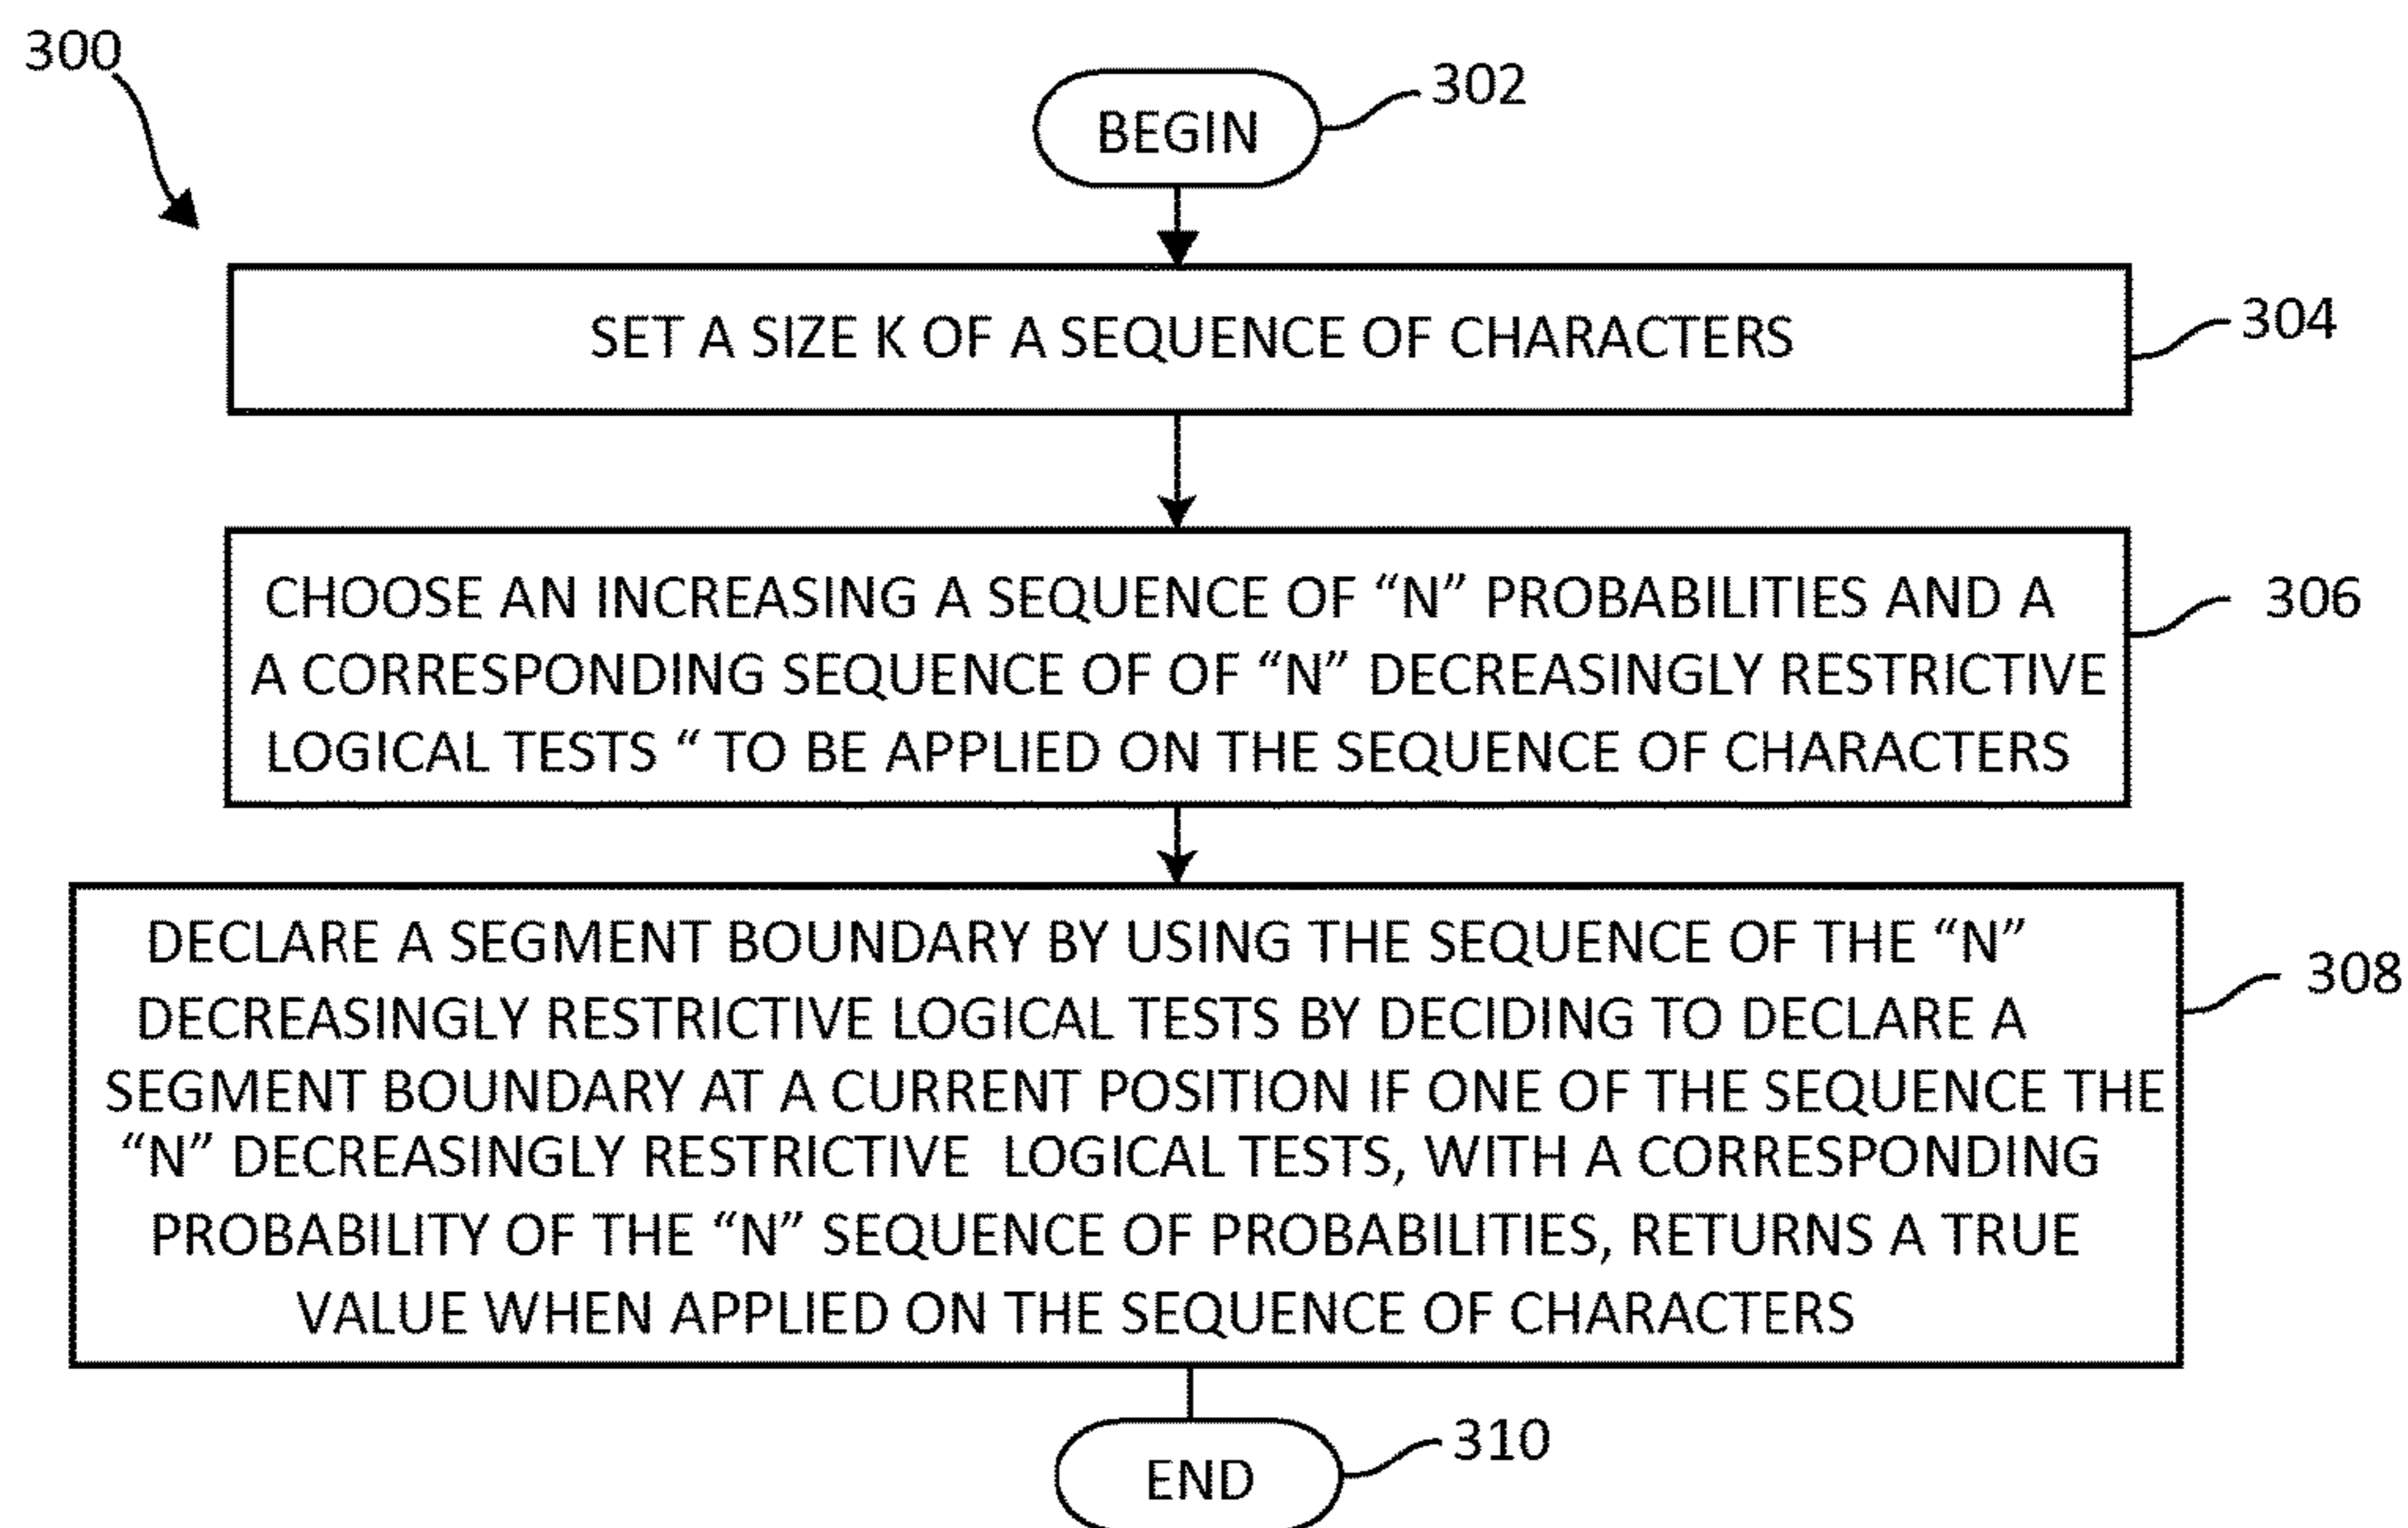 300
BEGIN
302
SET A SIZE K OF A SEQUENCE OF CHARACTERS
304
CHOOSE AN INCREASING A SEQUENCE OF “N” PROBABILITIES AND A
A CORRESPONDING SEQUENCE OF OF “N” DECREASINGLY RESTRICTIVE
LOGICAL TESTS “ TO BE APPLIED ON THE SEQUENCE OF CHARACTERS
306
DECLARE A SEGMENT BOUNDARY BY USING THE SEQUENCE OF THE “N”
DECREASINGLY RESTRICTIVE LOGICAL TESTS BY DECIDING TO DECLARE A
SEGMENT BOUNDARY AT A CURRENT POSITION IF ONE OF THE SEQUENCE THE
“N” DECREASINGLY RESTRICTIVE LOGICAL TESTS, WITH A CORRESPONDING
PROBABILITY OF THE “N” SEQUENCE OF PROBABILITIES, RETURNS A TRUE
VALUE WHEN APPLIED ON THE SEQUENCE OF CHARACTERS
308
END
310